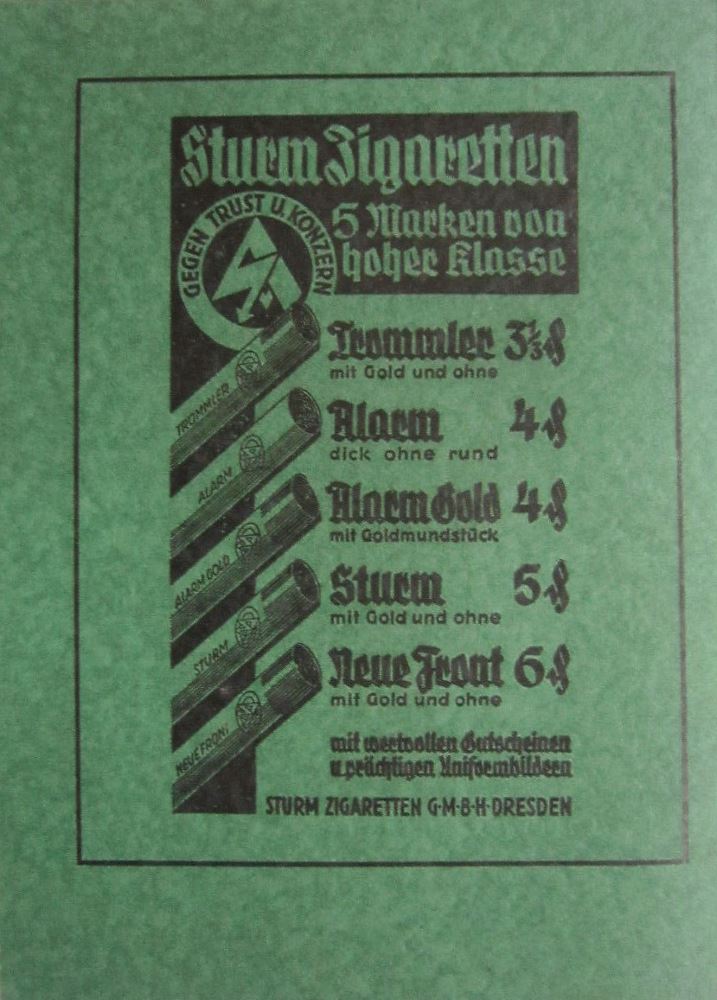 Sturm Zigaretten
GEGEN TRUST U. KONZERN
5 Marken von
hoher Klasse
Trommler 3⅓ ₰
mit Gold und ohne
Alarm 4 ₰
dick ohne rund
Alarm Gold 4 ₰
mit Goldmundstück
Sturm 5 ₰
mit Gold und ohne
Neue Front 6 ₰
mit Gold und ohne
TROMMLER
ALARM
ALARM GOLD
STURM
NEUE FRONT
mit wertvollen Gutscheinen
u. prächtigen Uniformbildern
STURM ZIGARETTEN G·M·B·H·DRESDEN